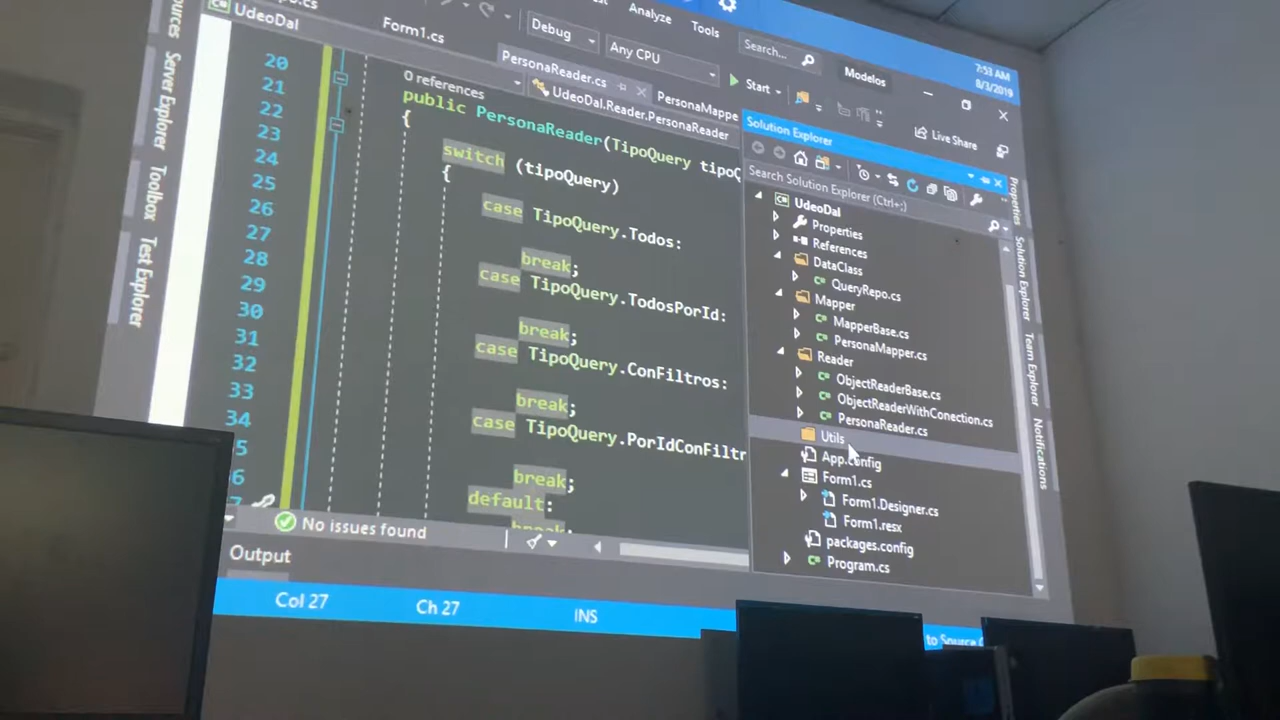 Analyze
Tools
Search...
Modelos
7:53 AM
8/3/2019
UdeoDal
Form1.cs
Debug
Any CPU
Start
Live Share
PersonaReader.cs
PersonaMappe
UdeoDal.Reader.PersonaReader
0 references
20
21
22
23
24
25
26
27
28
29
30
31
32
33
34
5
6
public PersonaReader(TipoQuery tipoQ
{
switch (tipoQuery)
{
case TipoQuery.Todos:
break;
case TipoQuery.TodosPorId:
break;
case TipoQuery.ConFiltros:
break;
case TipoQuery.PorIdConFiltr
break;
default:
break;
Server Explorer
Toolbox
Test Explorer
Solution Explorer
Search Solution Explorer (Ctrl+;)
UdeoDal
Properties
References
DataClass
QueryRepo.cs
Mapper
MapperBase.cs
PersonaMapper.cs
Reader
ObjectReaderBase.cs
ObjectReaderWithConection.cs
PersonaReader.cs
Utils
App.config
Form1.cs
Form1.Designer.cs
Form1.resx
packages.config
Program.cs
Properties
Solution Explorer
Team Explorer
Notifications
No issues found
Output
Col 27
Ch 27
INS
to Source